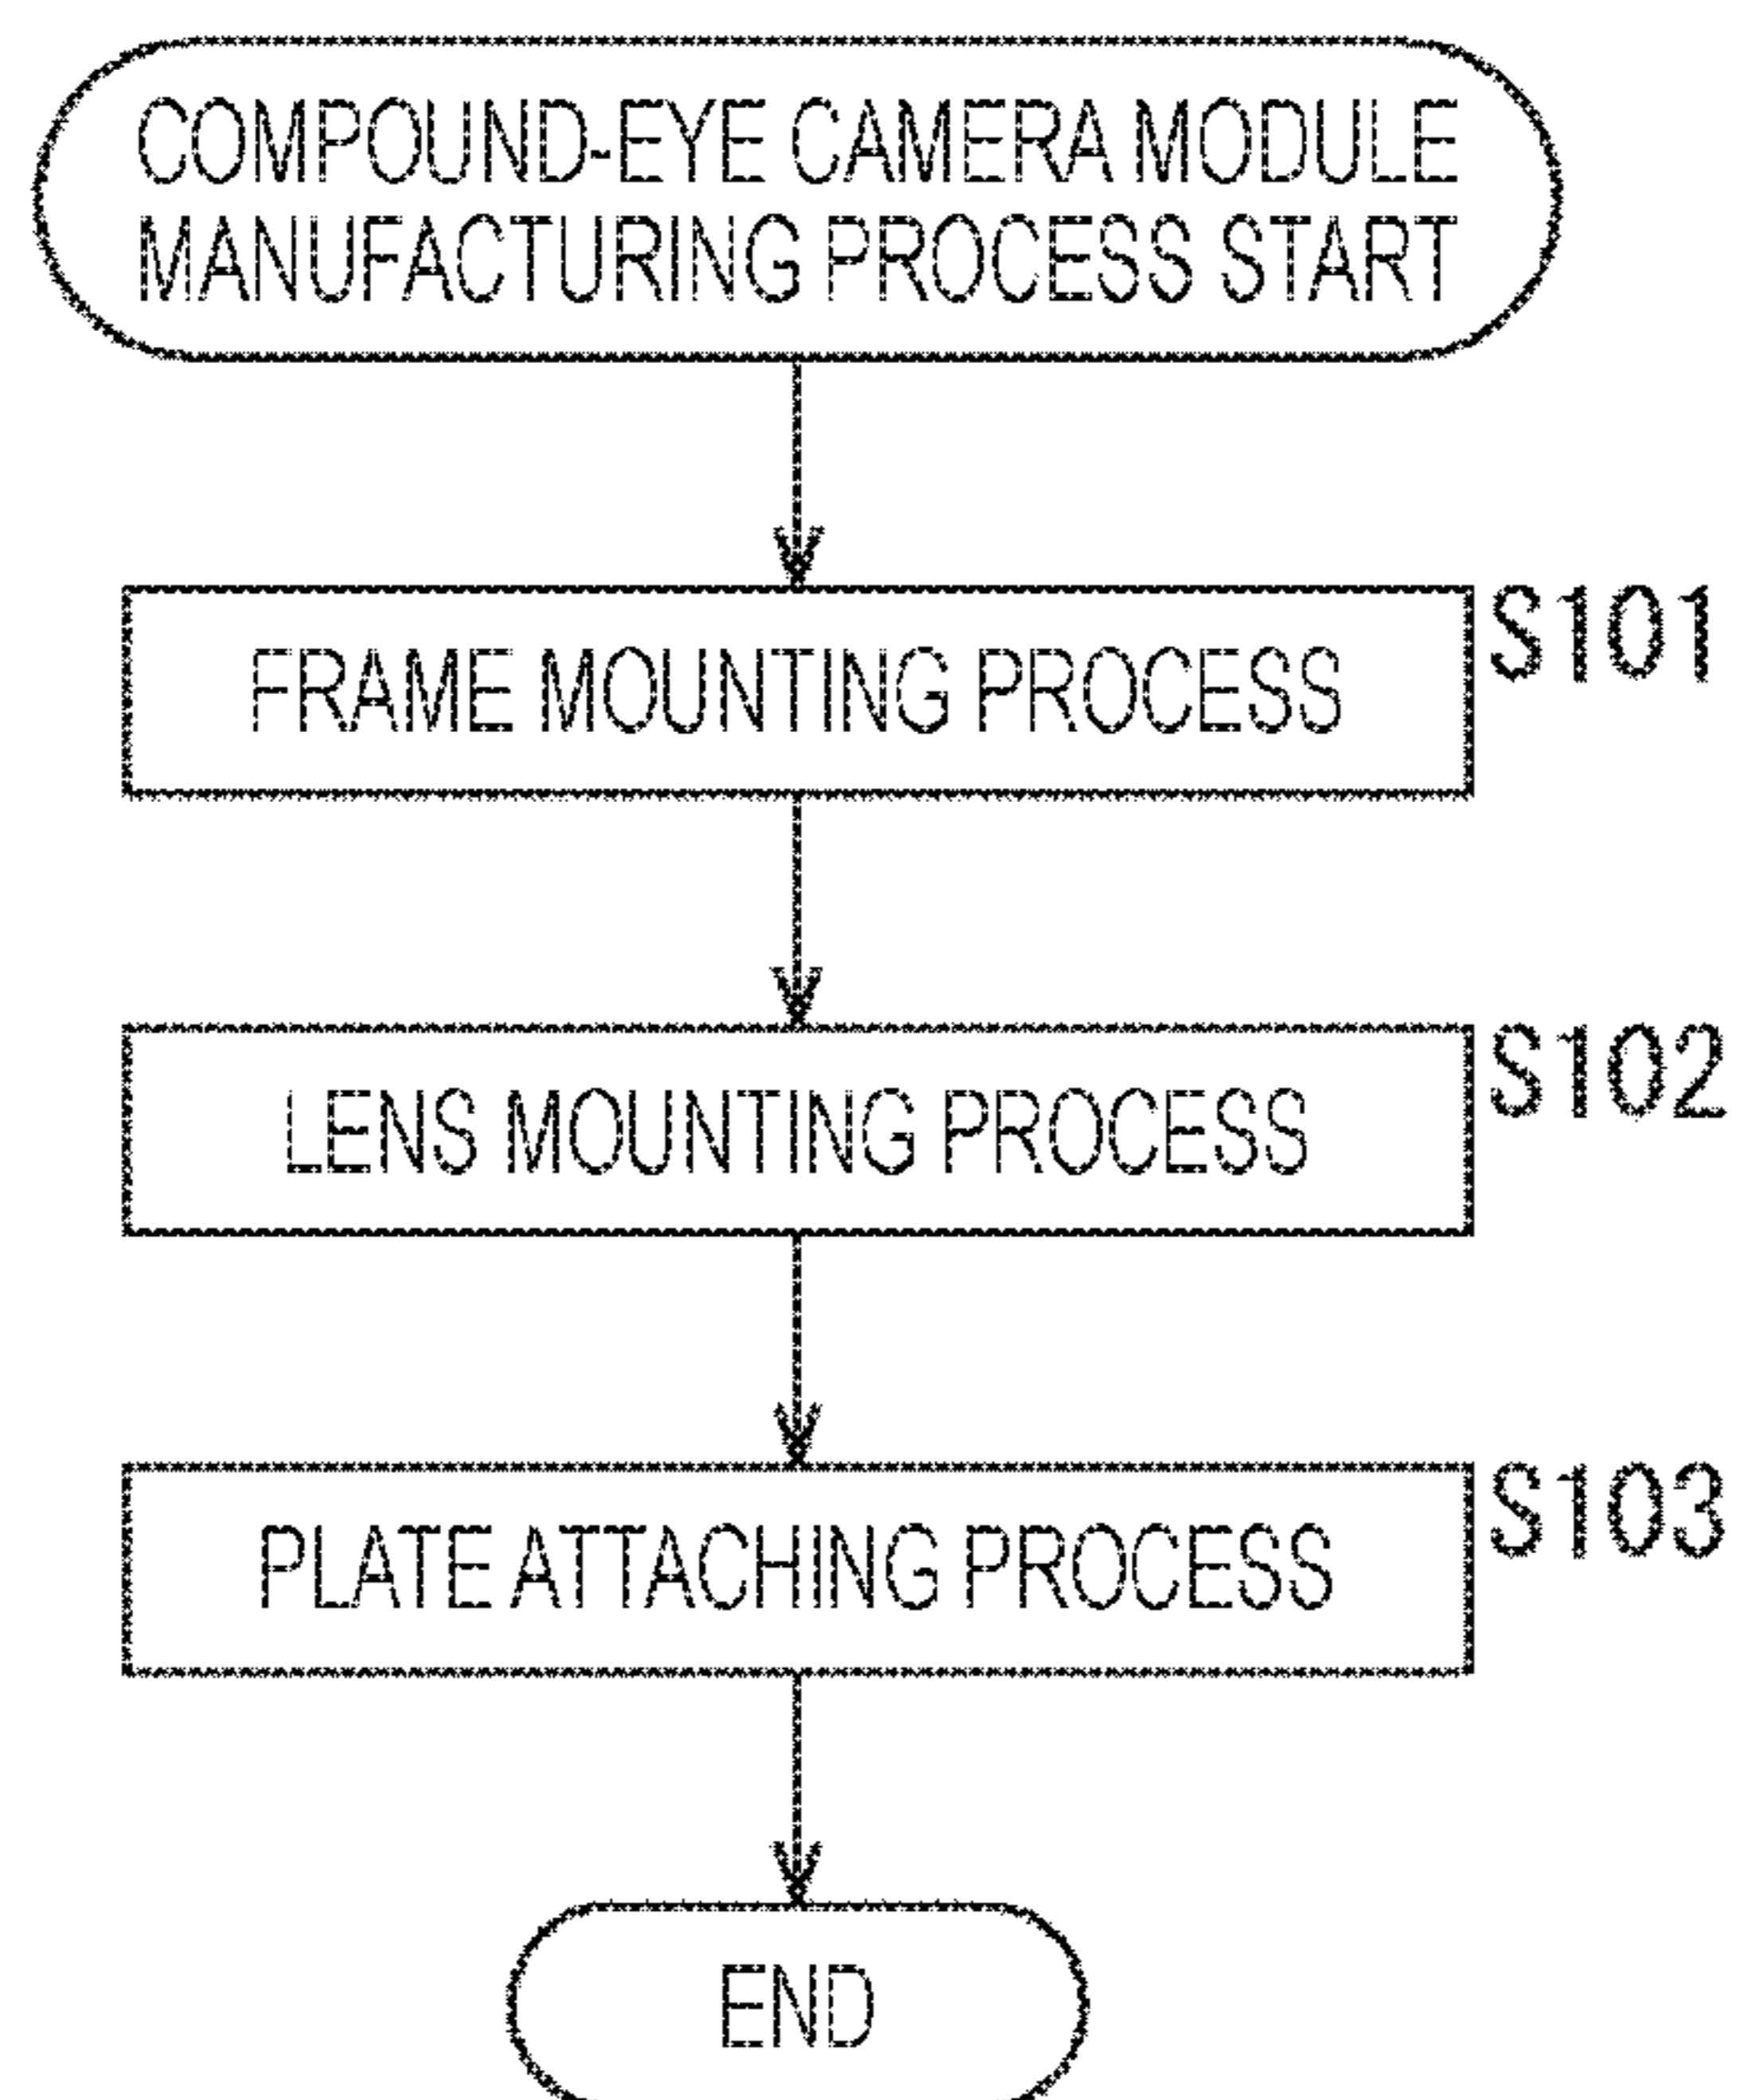 COMPOUND-EYE CAMERA MODULE
MANUFACTURING PROCESS START
FRAME MOUNTING PROCESS S101
LENS MOUNTING PROCESS S102
PLATE ATTACHING PROCESS S103
END